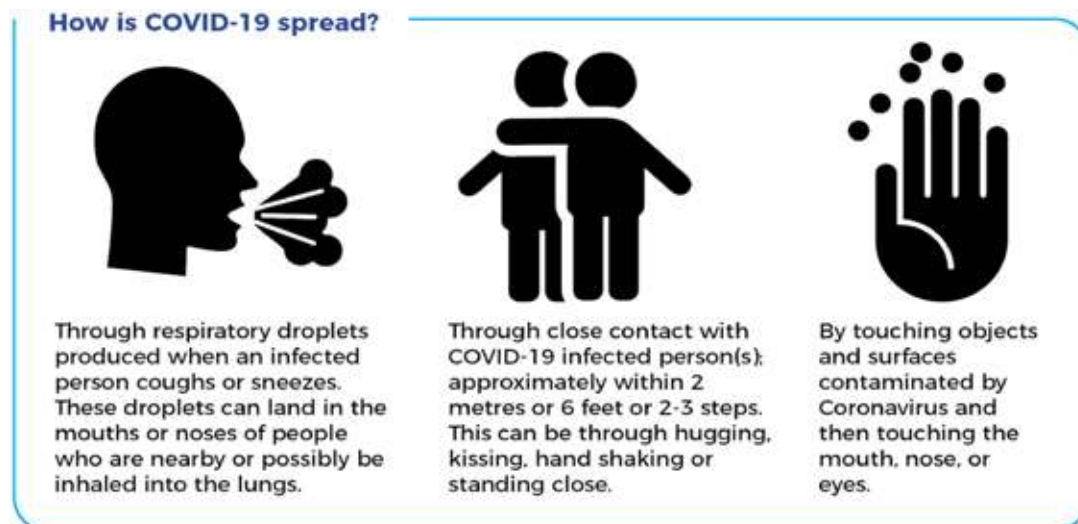 How is COVID-19 spread?
Through respiratory droplets
produced when an infected
person coughs or sneezes.
These droplets can land in the
mouths or noses of people
who are nearby or possibly be
inhaled into the lungs.
Through close contact with
COVID-19 infected person(s);
approximately within 2
metres or 6 feet or 2-3 steps.
This can be through hugging,
kissing, hand shaking or
standing close.
By touching objects
and surfaces
contaminated by
Coronavirus and
then touching the
mouth, nose, or
eyes.